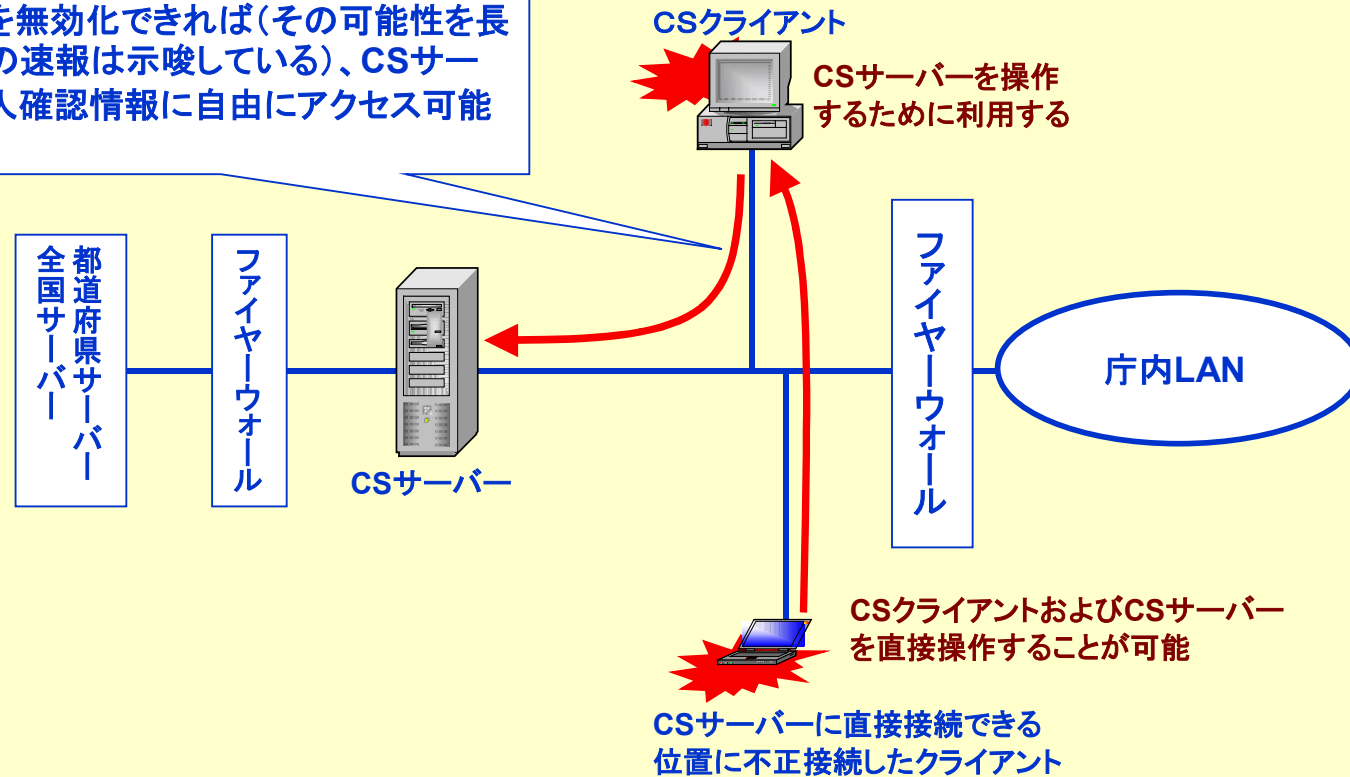 を無効化できれば（その可能性を長
の速報は示唆している）、CSサー
人確認情報に自由にアクセス可能
CSクライアント
CSサーバーを操作
するために利用する
都道府県サーバー
全国サーバー
ファイヤーウォール
CSサーバー
ファイヤーウォール
庁内LAN
CSクライアントおよびCSサーバー
を直接操作することが可能
CSサーバーに直接接続できる
位置に不正接続したクライアント